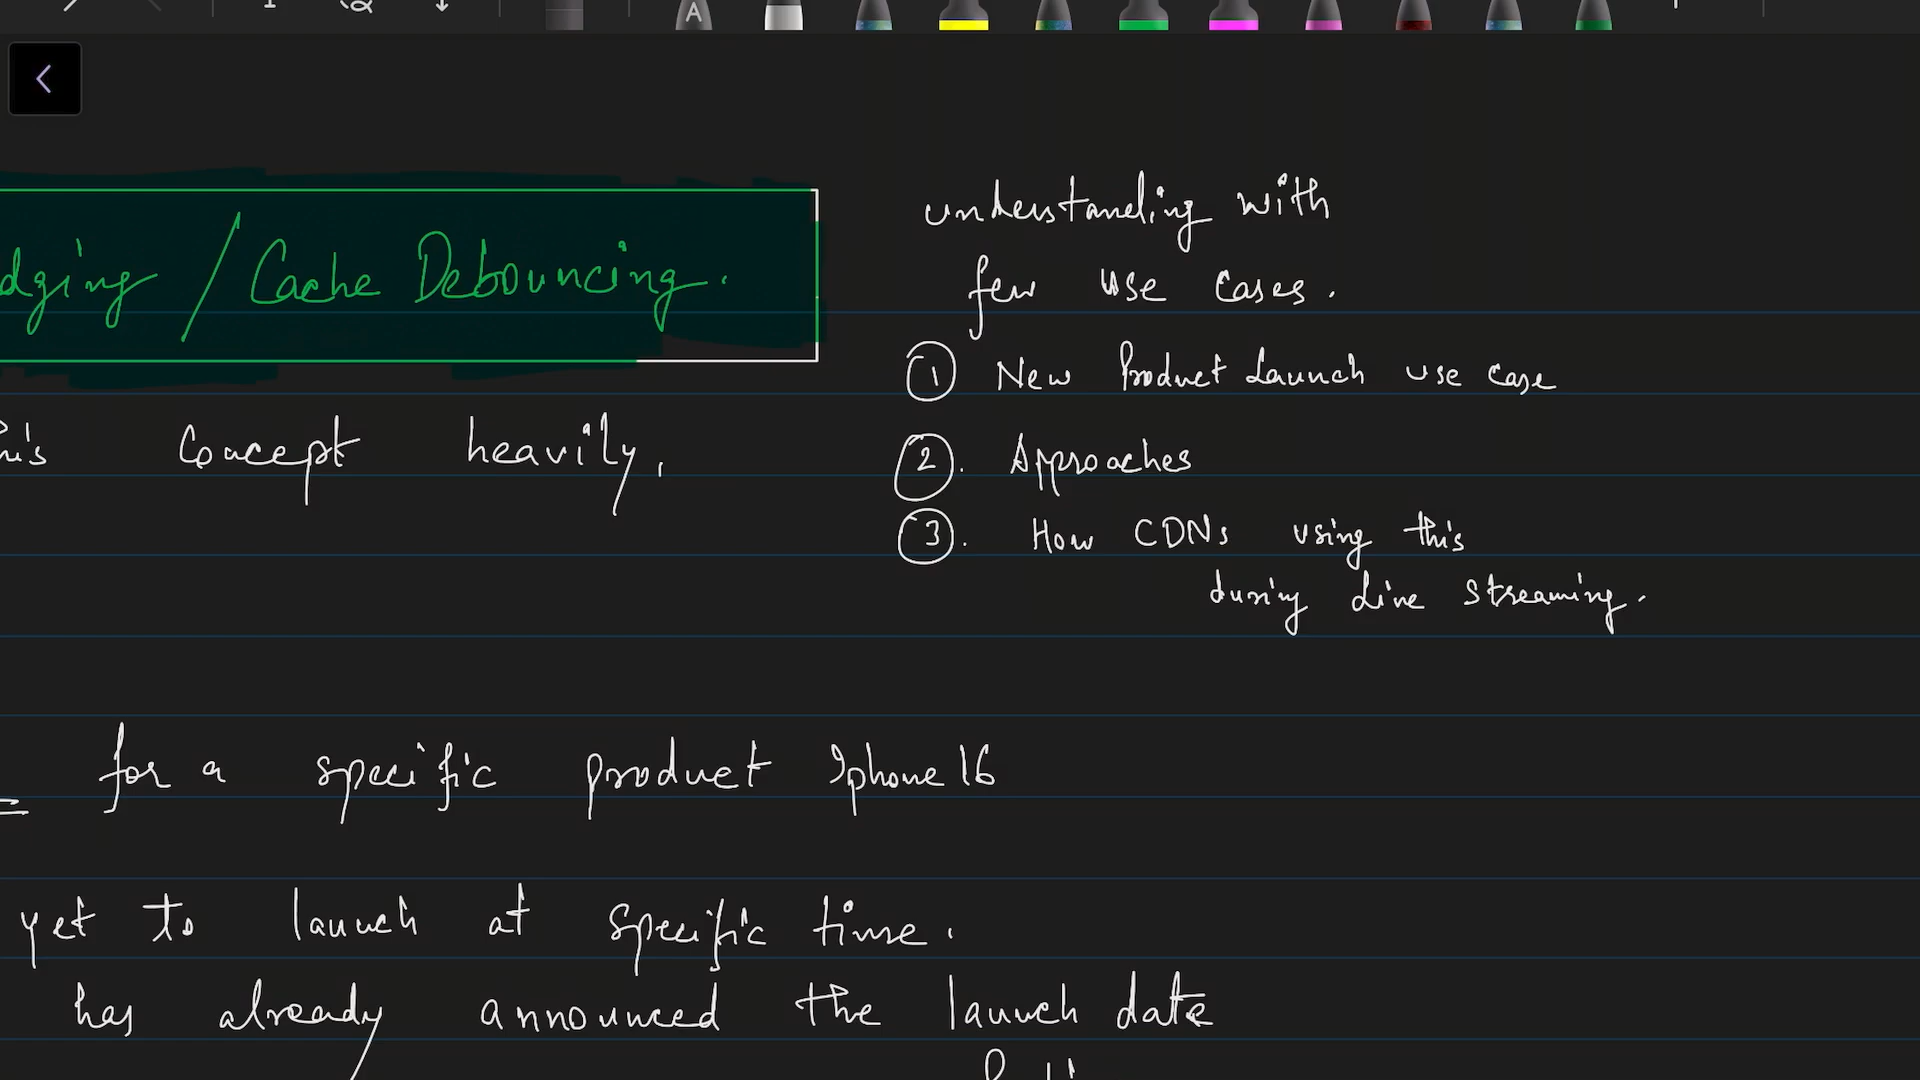 dging / Cache Debouncing.
understanding with
few use cases.
① New Product Launch use case
②. Approaches
③. How CDNs using this
during Live Streaming.
his Concept heavily,
for a specific product Iphone 16
yet to launch at specific time.
has already announced the launch date